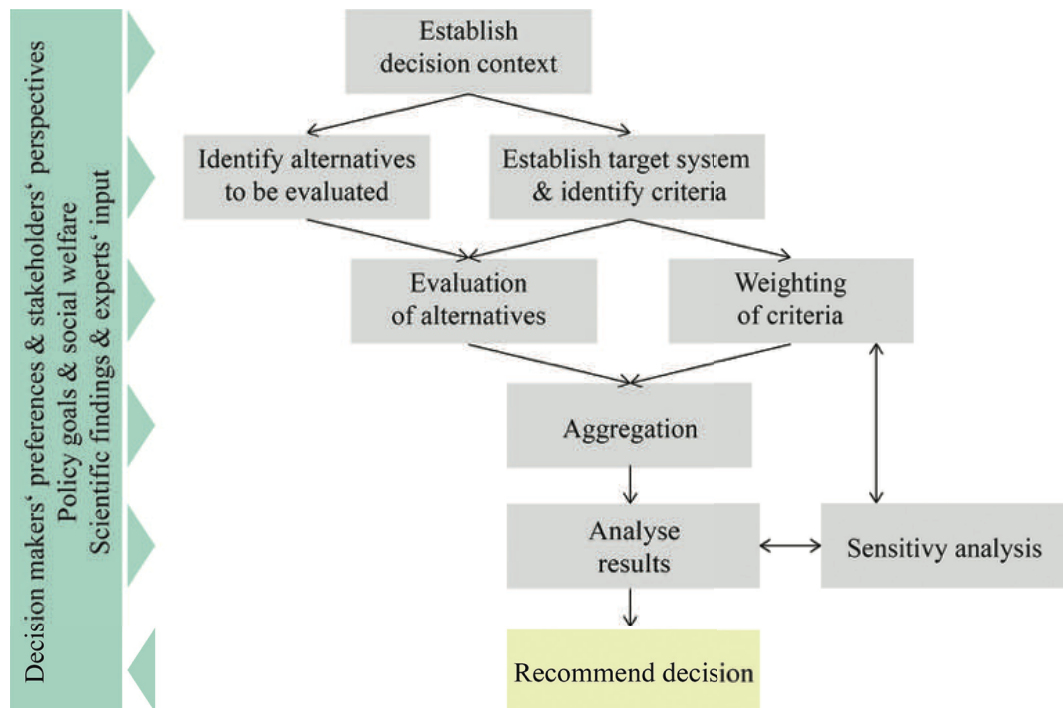 Decision makers‘ preferences & stakeholders‘ perspectives
Policy goals & social welfare
Scientific findings & experts‘ input
Establish
decision context
Identify alternatives
to be evaluated
Establish target system
& identify criteria
Evaluation
of alternatives
Weighting
of criteria
Aggregation
Analyse
results
Sensitivy analysis
Recommend decision